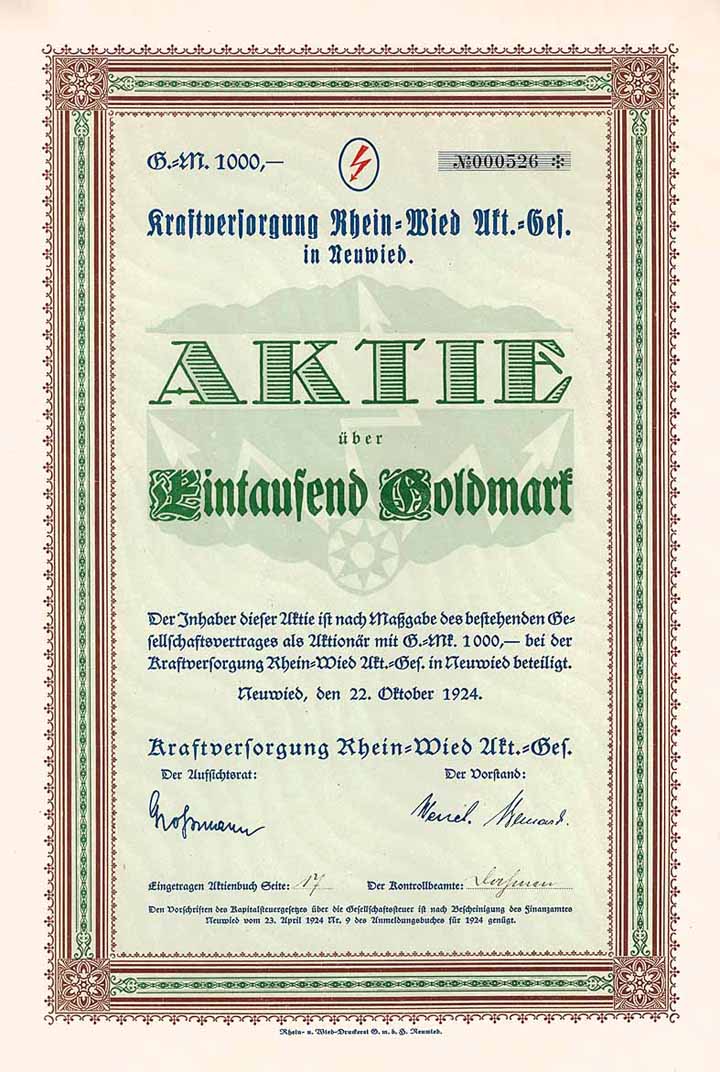 G.-M. 1000,—
№000526 ❉
Kraftversorgung Rhein-Wied Akt.-Ges.
in Neuwied.
AKTIE
über
Eintausend Goldmark
Der Inhaber dieser Aktie ist nach Maßgabe des bestehenden Ge-
sellschaftsvertrages als Aktionär mit G.-Mk. 1000,— bei der
Kraftversorgung Rhein-Wied Akt.-Ges. in Neuwied beteiligt.
Neuwied, den 22. Oktober 1924.
Kraftversorgung Rhein-Wied Akt.-Ges.
Der Aufsichtsrat: Der Vorstand:
Großmann
Eingetragen Aktienbuch Seite: 17 Der Kontrollbeamte:
Den Vorschriften des Kapitalsteuergesetzes über die Gesellschaftssteuer ist nach Bescheinigung des Finanzamtes
Neuwied vom 23. April 1924 Nr. 9 des Anmeldungsbuches für 1924 genügt.
Rhein- u. Wied-Druckerei G. m. b. H. Neuwied.